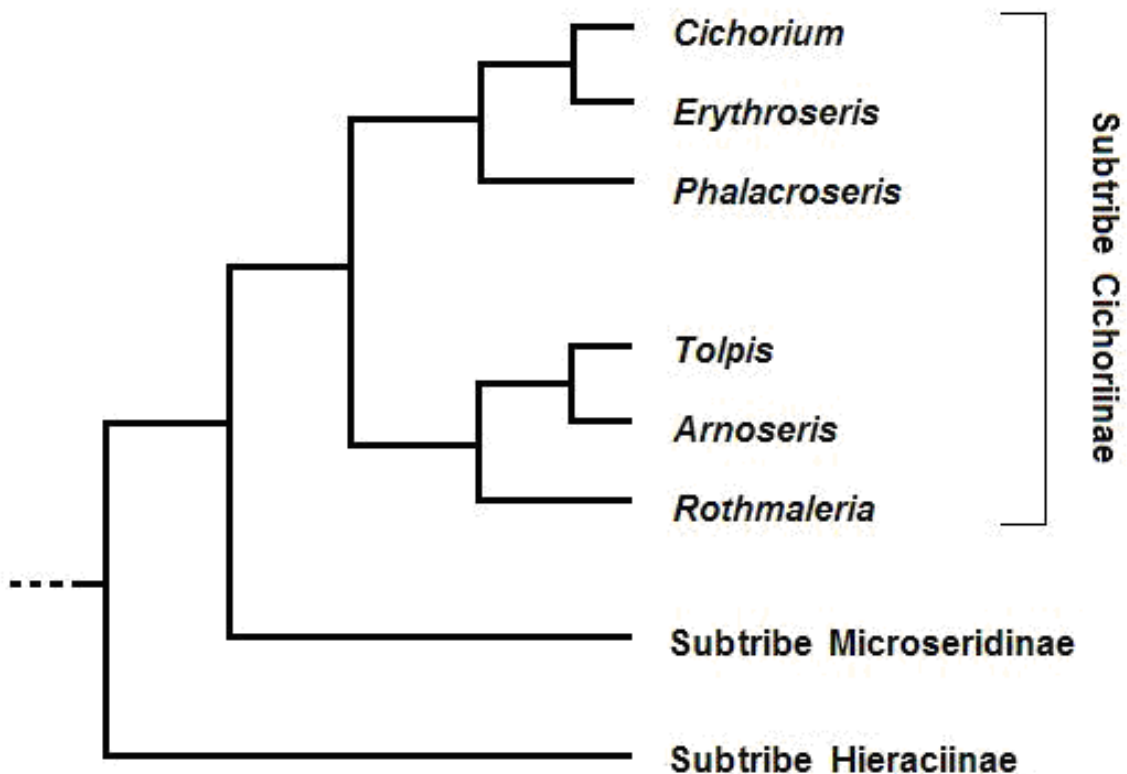 Cichorium
Erythroseris
Phalacroseris
Tolpis
Arnoseris
Rothmaleria
Subtribe Cichoriinae
Subtribe Microseridinae
Subtribe Hieraciinae